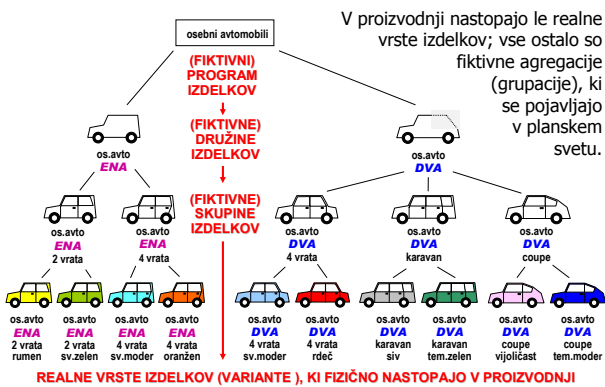 osebni avtomobili
V proizvodnji nastopajo le realne
vrste izdelkov; vse ostalo so
fiktivne agregacije
(grupacije), ki
se pojavljajo
v planskem
svetu.
(FIKTIVNI)
PROGRAM
IZDELKOV
(FIKTIVNE)
DRUŽINE
IZDELKOV
os.avto
ENA
os.avto
DVA
(FIKTIVNE)
SKUPINE
IZDELKOV
os.avto
ENA
2 vrata
os.avto
ENA
4 vrata
os.avto
DVA
4 vrata
os.avto
DVA
karavan
os.avto
DVA
coupe
os.avto
ENA
2 vrata
rumen
os.avto
ENA
2 vrata
sv.zelen
os.avto
ENA
4 vrata
sv.moder
os.avto
ENA
4 vrata
oranžen
os.avto
DVA
4 vrata
sv.moder
os.avto
DVA
4 vrata
rdeč
os.avto
DVA
karavan
siv
os.avto
DVA
karavan
tem.zelen
os.avto
DVA
coupe
vijoličast
os.avto
DVA
coupe
tem.moder
REALNE VRSTE IZDELKOV (VARIANTE ), KI FIZIČNO NASTOPAJO V PROIZVODNJI